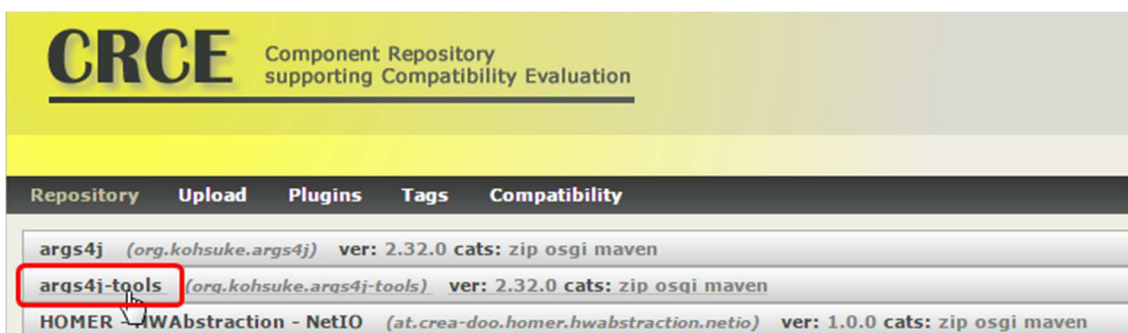 CRCE
Component Repository
supporting Compatibility Evaluation
Repository Upload Plugins Tags Compatibility
args4j (org.kohsuke.args4j) ver: 2.32.0 cats: zip osgi maven
args4j-tools (org.kohsuke.args4j-tools) ver: 2.32.0 cats: zip osgi maven
HOMER - HWAbstraction - NetIO (at.crea-doo.homer.hwabstraction.netio) ver: 1.0.0 cats: zip osgi maven